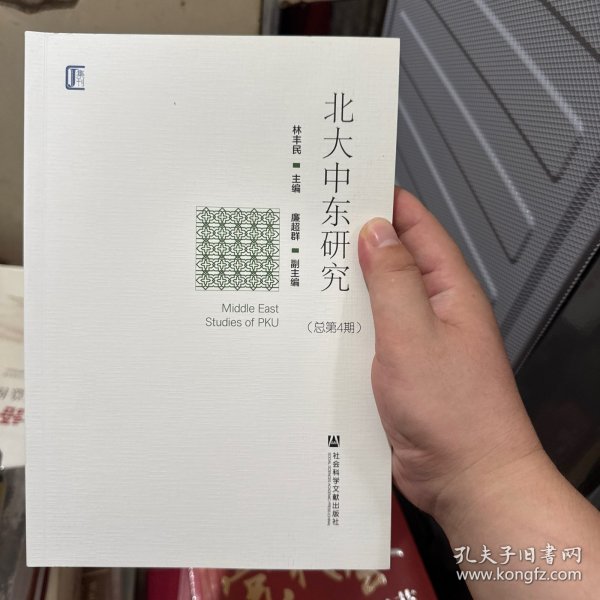 集刊
北大中东研究
（总第4期）
林丰民 主编 廉超群 副主编
Middle East
Studies of PKU
社会科学文献出版社
孔夫子旧书网
www.kongfz.com